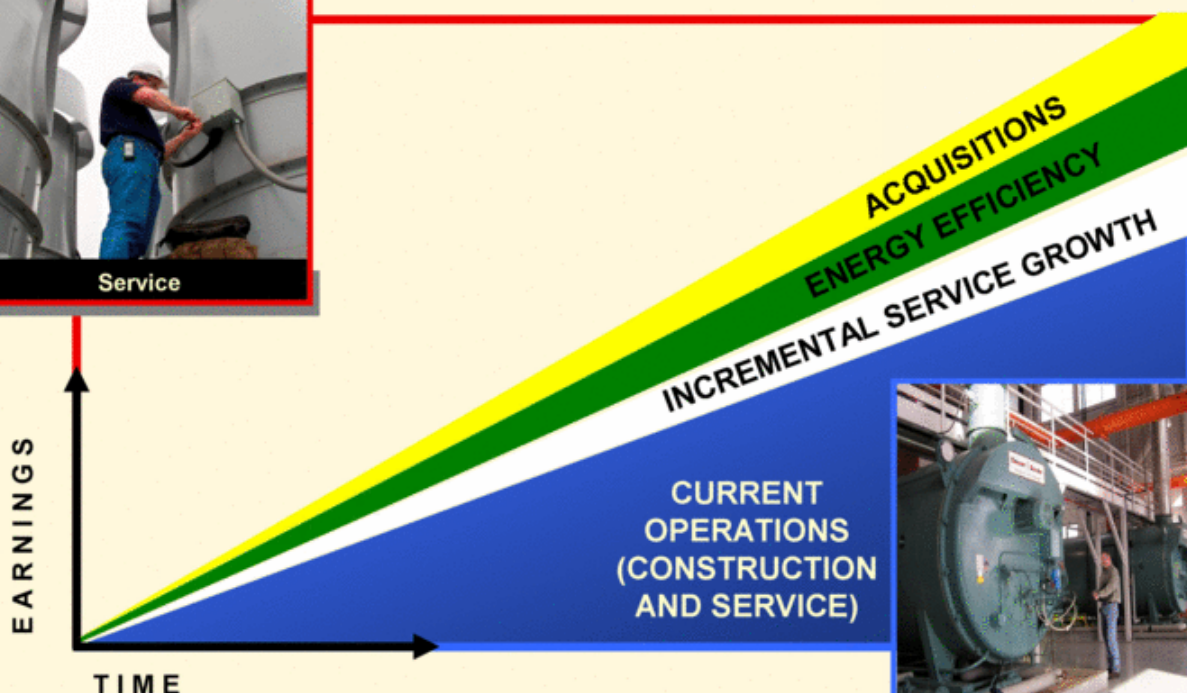 Service
ACQUISITIONS
ENERGY EFFICIENCY
INCREMENTAL SERVICE GROWTH
CURRENT
OPERATIONS
(CONSTRUCTION
AND SERVICE)
EARNINGS
TIME